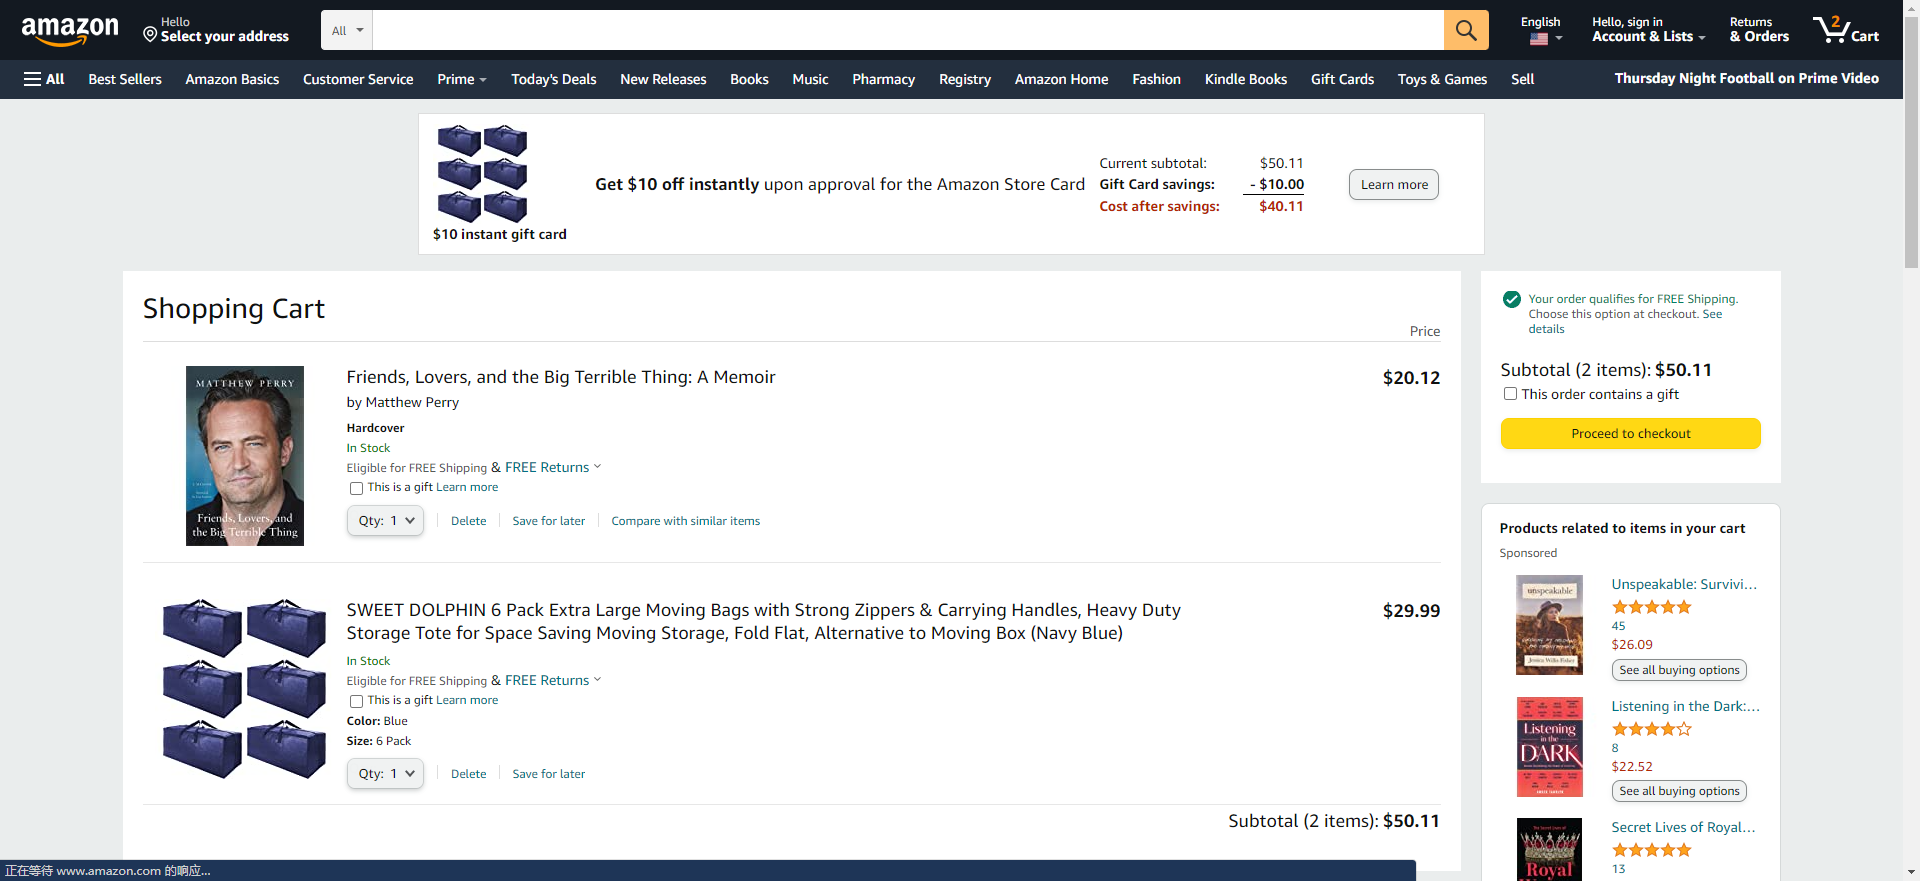 amazon
Hello
Select your address
All
English
Hello, sign in
Account & Lists
Returns
& Orders
2
Cart
All
Best Sellers
Amazon Basics
Customer Service
Prime
Today's Deals
New Releases
Books
Music
Pharmacy
Registry
Amazon Home
Fashion
Kindle Books
Gift Cards
Toys & Games
Sell
Thursday Night Football on Prime Video
$10 instant gift card
Get $10 off instantly upon approval for the Amazon Store Card
Current subtotal: $50.11
Gift Card savings: - $10.00
Cost after savings: $40.11
Learn more
Shopping Cart
Price
MATTHEW PERRY
A MEMOIR
Friends, Lovers, and
the Big Terrible Thing
Friends, Lovers, and the Big Terrible Thing: A Memoir
$20.12
by Matthew Perry
Hardcover
In Stock
Eligible for FREE Shipping & FREE Returns
This is a gift Learn more
Qty: 1
Delete
Save for later
Compare with similar items
SWEET DOLPHIN 6 Pack Extra Large Moving Bags with Strong Zippers & Carrying Handles, Heavy Duty
Storage Tote for Space Saving Moving Storage, Fold Flat, Alternative to Moving Box (Navy Blue)
$29.99
In Stock
Eligible for FREE Shipping & FREE Returns
This is a gift Learn more
Color: Blue
Size: 6 Pack
Qty: 1
Delete
Save for later
Subtotal (2 items): $50.11
Your order qualifies for FREE Shipping.
Choose this option at checkout. See
details
Subtotal (2 items): $50.11
This order contains a gift
Proceed to checkout
Products related to items in your cart
Sponsored
unspeakable
Jessica Willis Fisher
Unspeakable: Survivi...
45
$26.09
See all buying options
Listening
in the
DARK
Listening in the Dark:...
8
$22.52
See all buying options
Royal
Secret Lives of Royal...
13
正在等待 www.amazon.com 的响应...